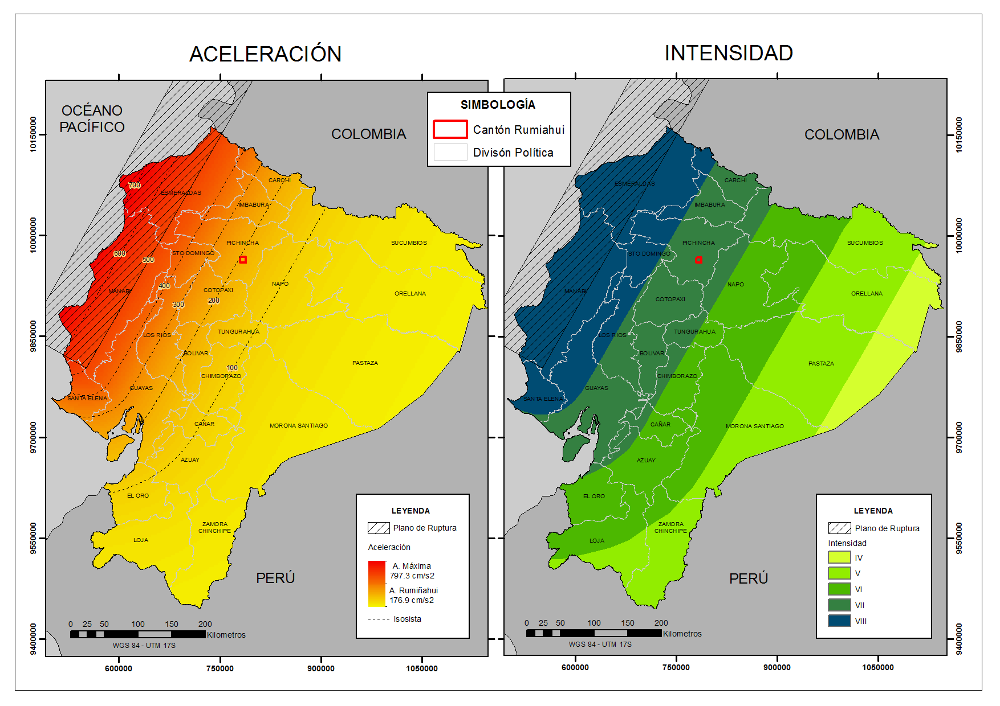 ACELERACIÓN
INTENSIDAD
SIMBOLOGÍA
Cantón Rumiahui
Divisón Política
OCÉANO
PACÍFICO
COLOMBIA
PERÚ
700
600
500
400
300
200
100
ESMERALDAS
CARCHI
IMBABURA
PICHINCHA
SUCUMBIOS
STO DOMINGO
NAPO
MANABI
COTOPAXI
ORELLANA
LOS RIOS
TUNGURAHUA
BOLIVAR
PASTAZA
CHIMBORAZO
GUAYAS
SANTA ELENA
CAÑAR
MORONA SANTIAGO
AZUAY
EL ORO
ZAMORA
CHINCHIPE
LOJA
LEYENDA
Plano de Ruptura
Aceleración
A. Máxima
797.3 cm/s2
A. Rumiñahui
176.9 cm/s2
Isosista
0 25 50 100 150 200
Kilometros
WGS 84 - UTM 17S
10150000
10000000
9850000
9700000
9550000
9400000
600000 750000 900000 1050000
COLOMBIA
PERÚ
ESMERALDAS
CARCHI
IMBABURA
PICHINCHA
SUCUMBIOS
STO DOMINGO
NAPO
MANABI
COTOPAXI
ORELLANA
LOS RIOS
TUNGURAHUA
BOLIVAR
PASTAZA
CHIMBORAZO
GUAYAS
SANTA ELENA
CAÑAR
MORONA SANTIAGO
AZUAY
EL ORO
ZAMORA
CHINCHIPE
LOJA
LEYENDA
Plano de Ruptura
Intensidad
IV
V
VI
VII
VIII
0 25 50 100 150 200
Kilometros
WGS 84 - UTM 17S
10150000
10000000
9850000
9700000
9550000
9400000
600000 750000 900000 1050000